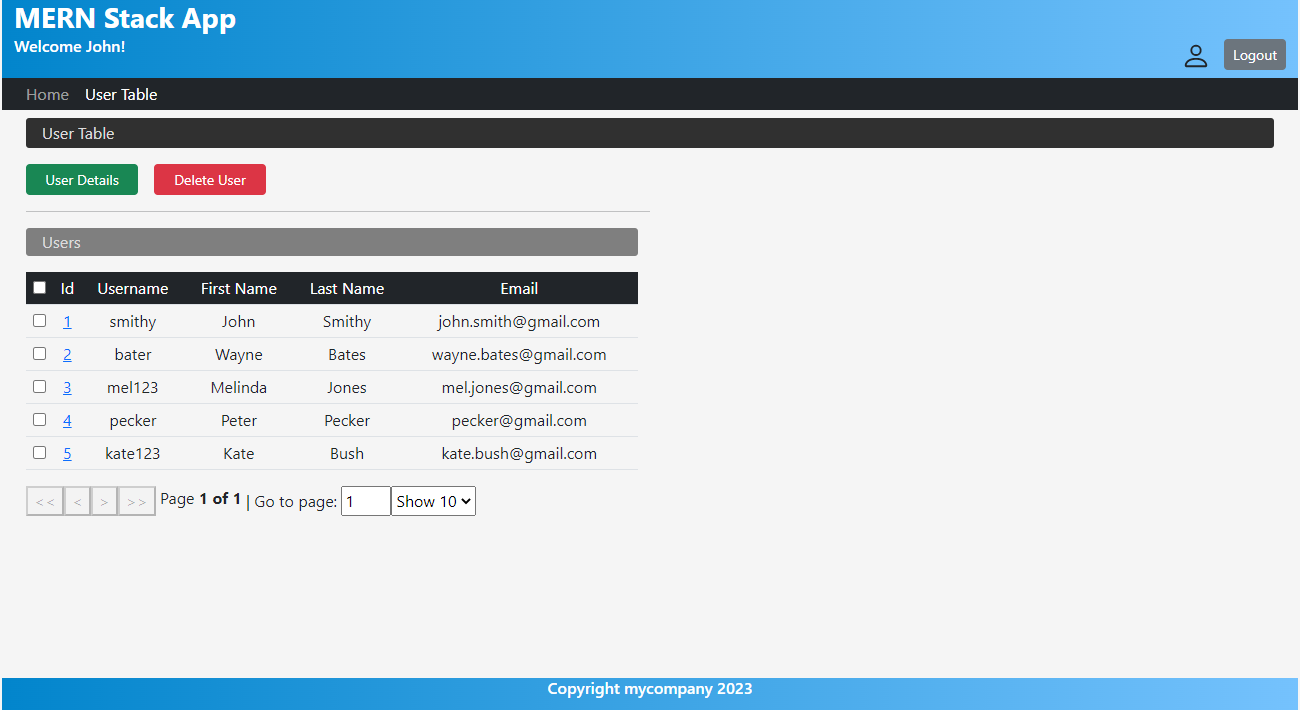 MERN Stack App
Welcome John!
Logout
Home User Table
User Table
User Details Delete User
Users
Id Username First Name Last Name Email
1 smithy John Smithy john.smith@gmail.com
2 bater Wayne Bates wayne.bates@gmail.com
3 mel123 Melinda Jones mel.jones@gmail.com
4 pecker Peter Pecker pecker@gmail.com
5 kate123 Kate Bush kate.bush@gmail.com
<< < > >> Page 1 of 1 | Go to page: 1 Show 10
Copyright mycompany 2023